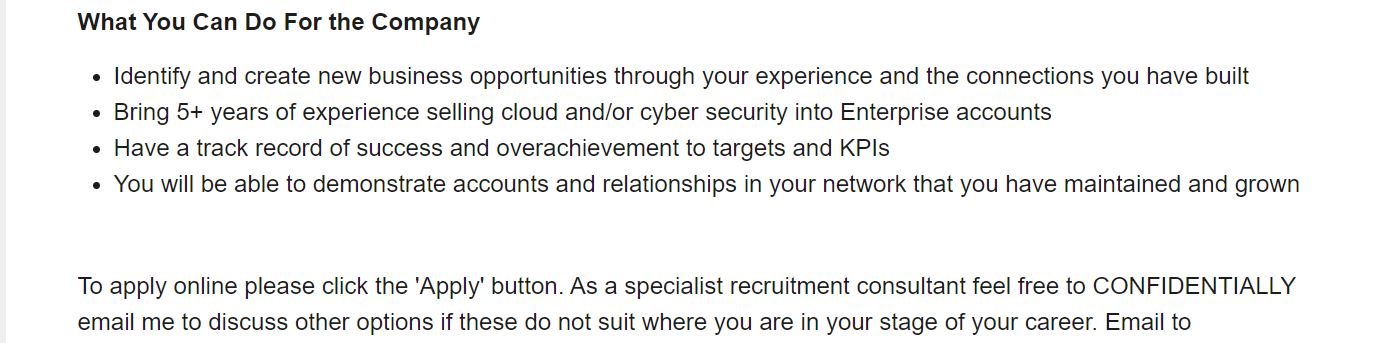 What You Can Do For the Company
• Identify and create new business opportunities through your experience and the connections you have built
• Bring 5+ years of experience selling cloud and/or cyber security into Enterprise accounts
• Have a track record of success and overachievement to targets and KPIs
• You will be able to demonstrate accounts and relationships in your network that you have maintained and grown
To apply online please click the 'Apply' button. As a specialist recruitment consultant feel free to CONFIDENTIALLY
email me to discuss other options if these do not suit where you are in your stage of your career. Email to